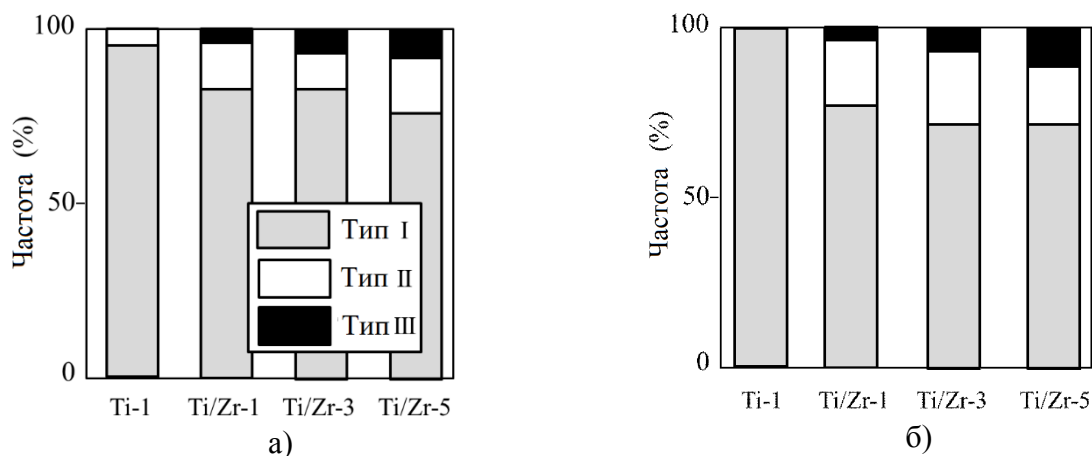 Частота (%)
100
50
0
Тип I
Тип II
Тип III
Ti-1 Ti/Zr-1 Ti/Zr-3 Ti/Zr-5
а)
Частота (%)
100
50
0
Ti-1 Ti/Zr-1 Ti/Zr-3 Ti/Zr-5
б)